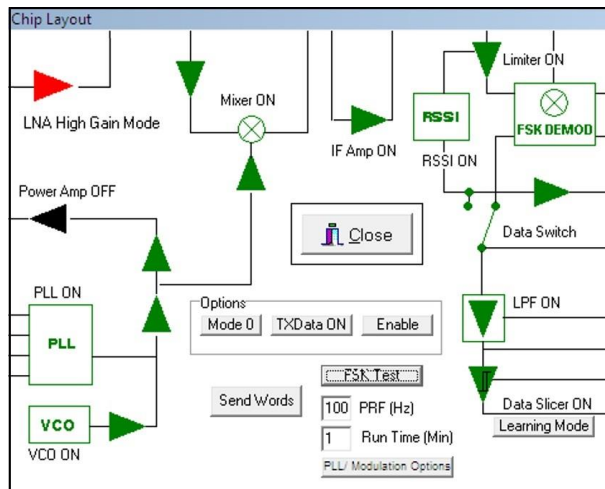 Chip Layout
Limiter ON
Mixer ON
LNA High Gain Mode
RSSI
FSK DEMOD
IF Amp ON
RSSI ON
Power Amp OFF
Close
Data Switch
PLL ON
Options
LPF ON
Mode 0 TXData ON Enable
PLL
FSK Test
Send Words
100 PRF (Hz)
Data Slicer ON
VCO
1 Run Time (Min)
Learning Mode
VCO ON
PLL/ Modulation Options